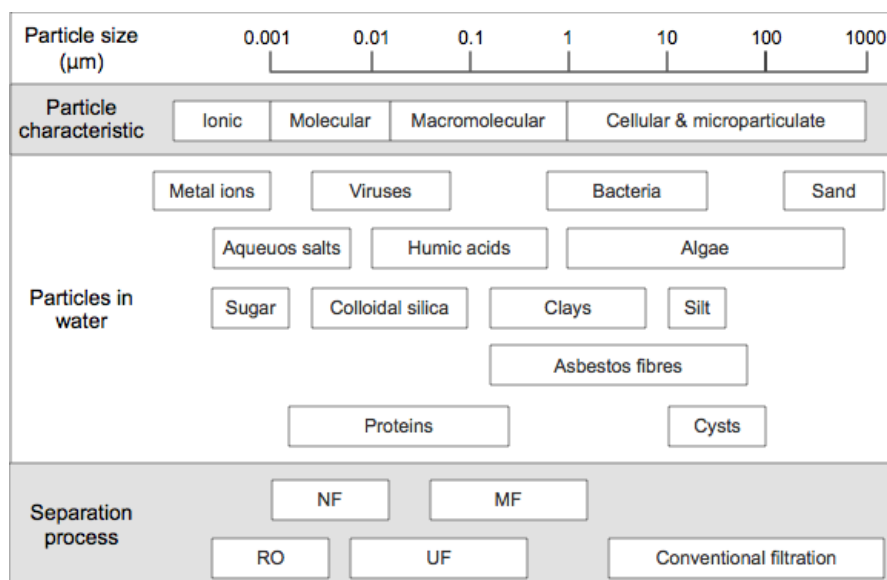 Particle size
(µm)
0.001 0.01 0.1 1 10 100 1000
Particle
characteristic
Ionic Molecular Macromolecular Cellular & microparticulate
Particles in
water
Metal ions Viruses Bacteria Sand
Aqueuos salts Humic acids Algae
Sugar Colloidal silica Clays Silt
Asbestos fibres
Proteins Cysts
Separation
process
NF MF
RO UF Conventional filtration